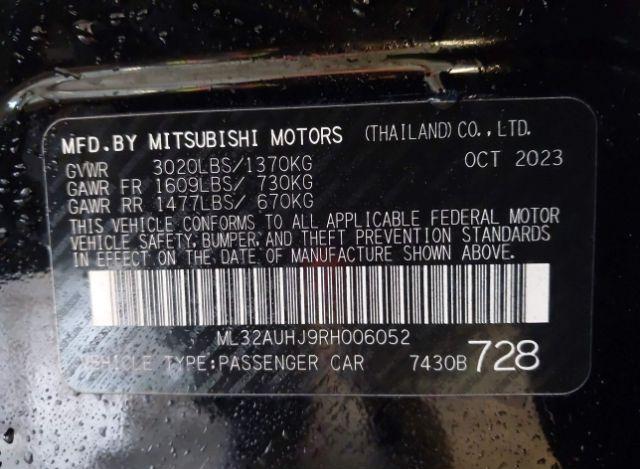 MFD.BY MITSUBISHI MOTORS (THAILAND) CO.,LTD.
GVWR 3020LBS/1370KG OCT 2023
GAWR FR 1609LBS/ 730KG
GAWR RR 1477LBS/ 670KG
THIS VEHICLE CONFORMS TO ALL APPLICABLE FEDERAL MOTOR
VEHICLE SAFETY, BUMPER, AND THEFT PREVENTION STANDARDS
IN EFFECT ON THE DATE OF MANUFACTURE SHOWN ABOVE.
ML32AUHJ9RH006052
VEHICLE TYPE:PASSENGER CAR 7430B 728